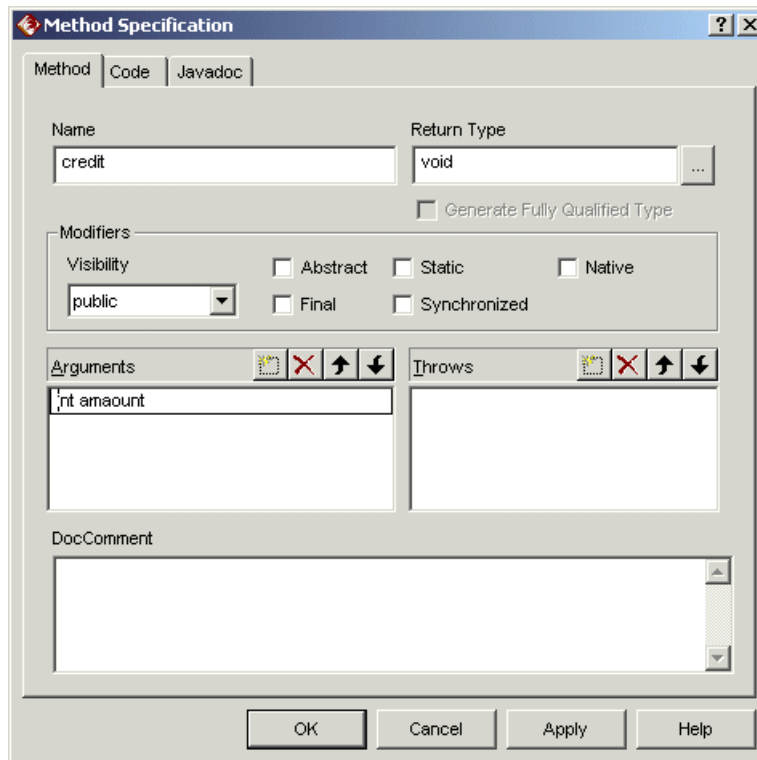 Method Specification
Method Code Javadoc
Name Return Type
credit void ...
Generate Fully Qualified Type
Modifiers
Visibility Abstract Static Native
public Final Synchronized
Arguments Throws
int amaount
DocComment
OK Cancel Apply Help